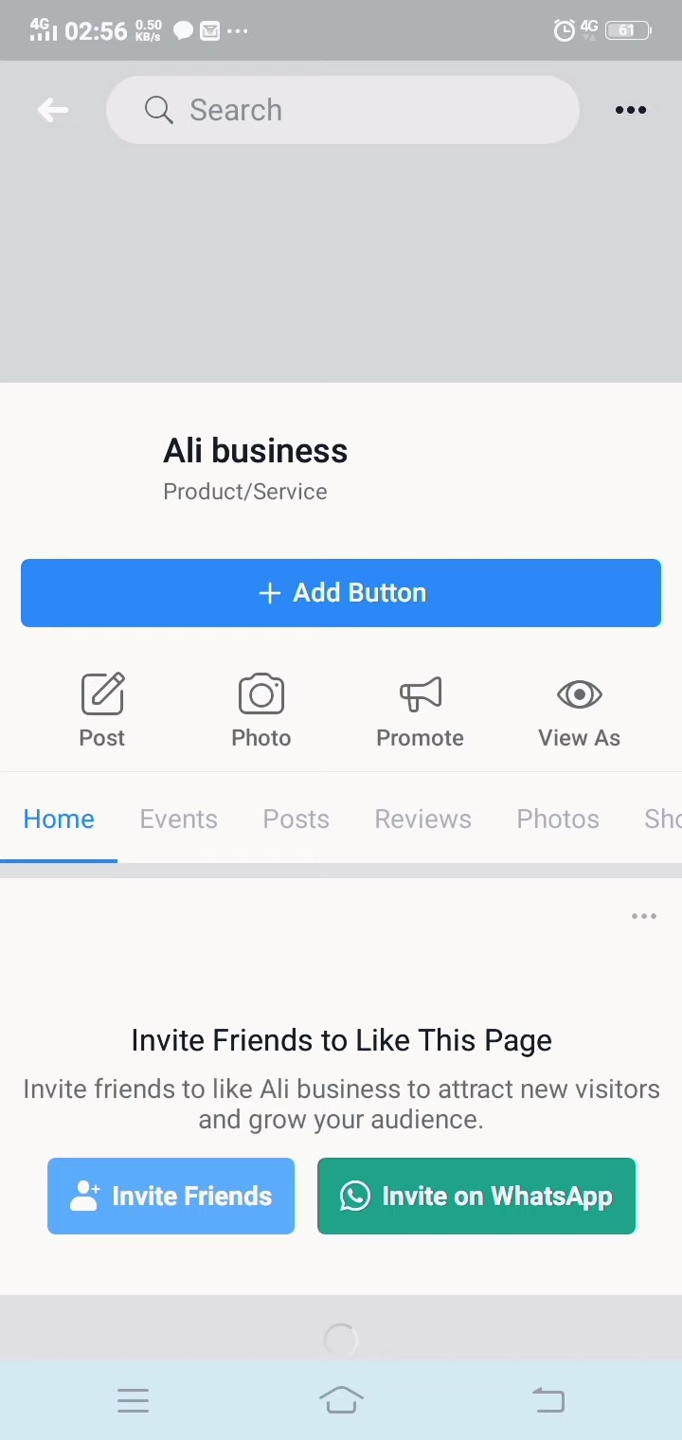 4G 02:56 0.50 KB/s ... 4G 61
Search
Ali business
Product/Service
+ Add Button
Post Photo Promote View As
Home Events Posts Reviews Photos Sho
Invite Friends to Like This Page
Invite friends to like Ali business to attract new visitors
and grow your audience.
Invite Friends Invite on WhatsApp